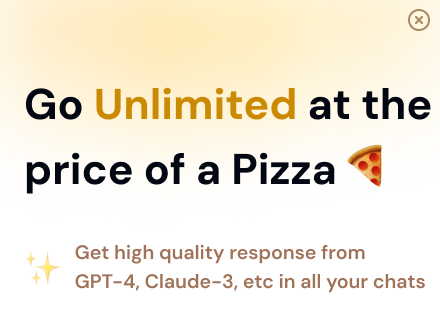 Go Unlimited at the
price of a Pizza 🍕
Get high quality response from
GPT-4, Claude-3, etc in all your chats